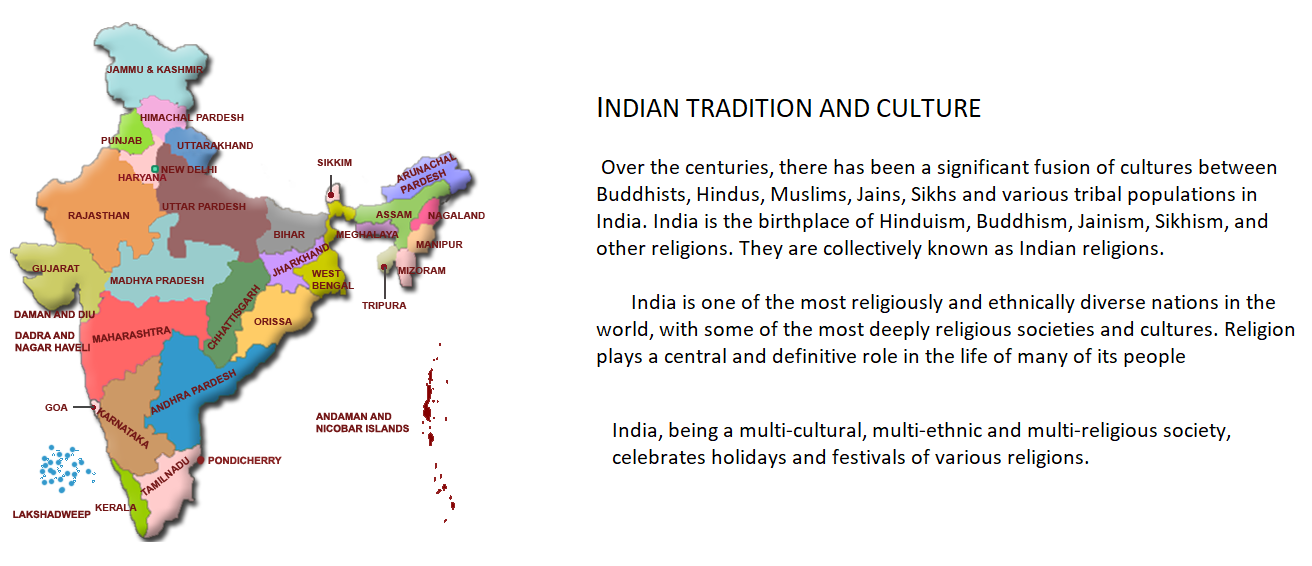 JAMMU & KASHMIR
HIMACHAL PARDESH
PUNJAB
UTTARAKHAND
HARYANA
NEW DELHI
SIKKIM
ARUNACHAL
PARDESH
RAJASTHAN
UTTAR PARDESH
ASSAM
NAGALAND
BIHAR
MEGHALAYA
MANIPUR
GUJARAT
MADHYA PRADESH
JHARKHAND
WEST
BENGAL
MIZORAM
TRIPURA
DAMAN AND DIU
DADRA AND
NAGAR HAVELI
MAHARASHTRA
CHHATTISGARH
ORISSA
ANDHRA PARDESH
GOA
KARNATAKA
ANDAMAN AND
NICOBAR ISLANDS
PONDICHERRY
TAMILNADU
KERALA
LAKSHADWEEP
INDIAN TRADITION AND CULTURE
Over the centuries, there has been a significant fusion of cultures between
Buddhists, Hindus, Muslims, Jains, Sikhs and various tribal populations in
India. India is the birthplace of Hinduism, Buddhism, Jainism, Sikhism, and
other religions. They are collectively known as Indian religions.
India is one of the most religiously and ethnically diverse nations in the
world, with some of the most deeply religious societies and cultures. Religion
plays a central and definitive role in the life of many of its people
India, being a multi-cultural, multi-ethnic and multi-religious society,
celebrates holidays and festivals of various religions.